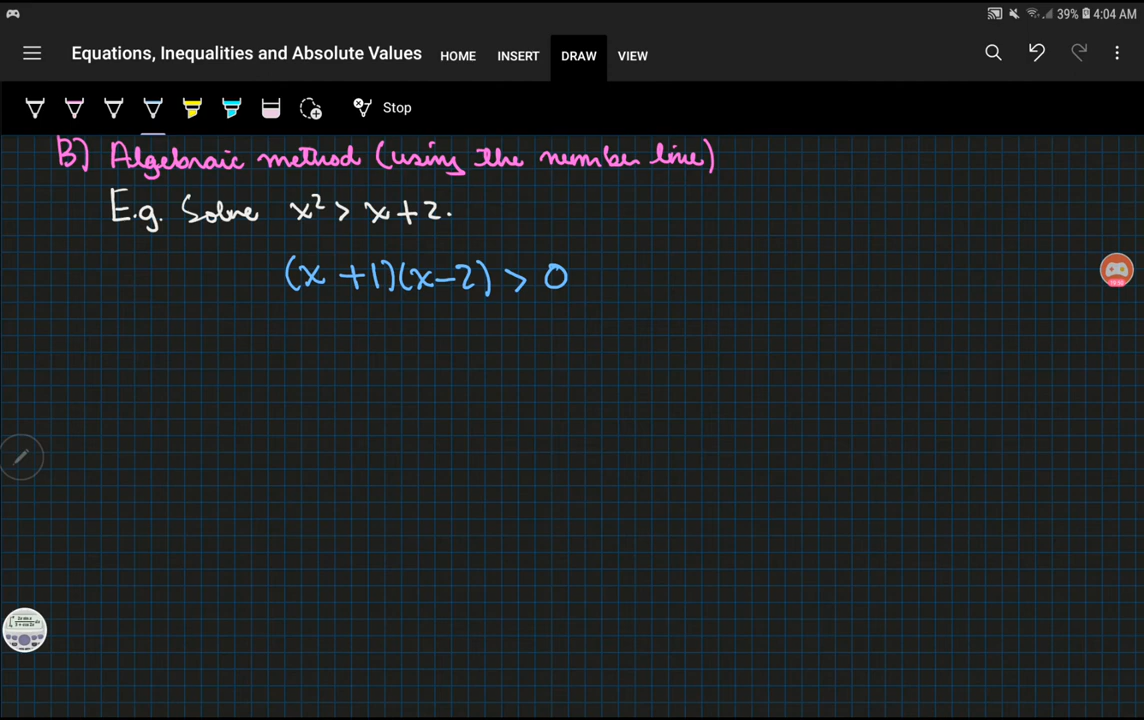 39% 4:04 AM
Equations, Inequalities and Absolute Values HOME INSERT DRAW VIEW
Stop
B) Algebraic method (using the number line)
E.g. Solve x² > x + 2.
(x + 1)(x - 2) > 0